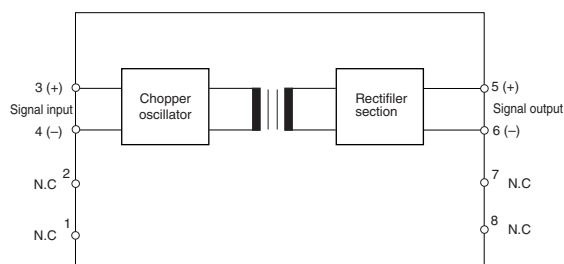 3 (+)
Signal input
4 (–)
Chopper
oscillator
Rectifiler
section
5 (+)
Signal output
6 (–)
2
N.C
7
N.C
1
N.C
8
N.C